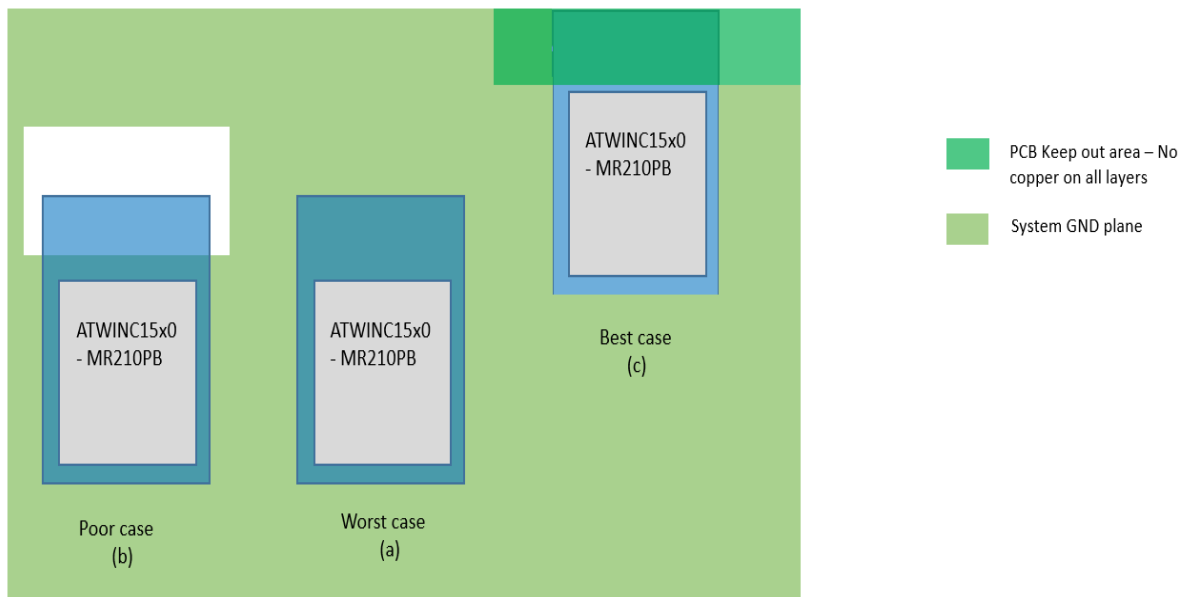 ATWINC15x0
- MR210PB
Poor case
(b)
ATWINC15x0
- MR210PB
Worst case
(a)
ATWINC15x0
- MR210PB
Best case
(c)
PCB Keep out area – No
copper on all layers
System GND plane